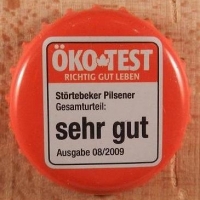 ÖKO TEST
RICHTIG GUT LEBEN
Störtebeker Pilsener
Gesamturteil:
sehr gut
Ausgabe 08/2009